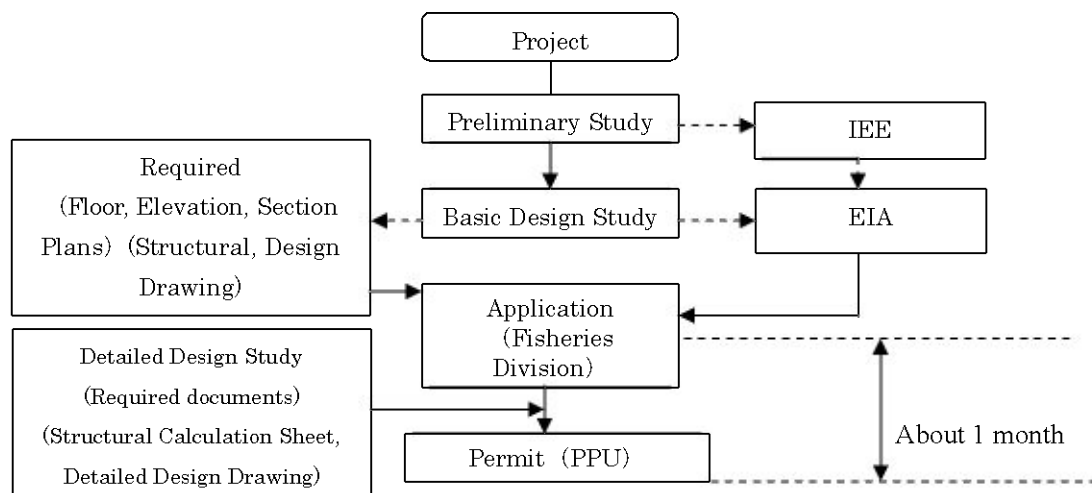 Project
Preliminary Study
IEE
Required
(Floor, Elevation, Section
Plans) (Structural, Design
Drawing)
Basic Design Study
EIA
Application
(Fisheries
Division)
Detailed Design Study
(Required documents)
(Structural Calculation Sheet,
Detailed Design Drawing)
Permit (PPU)
About 1 month